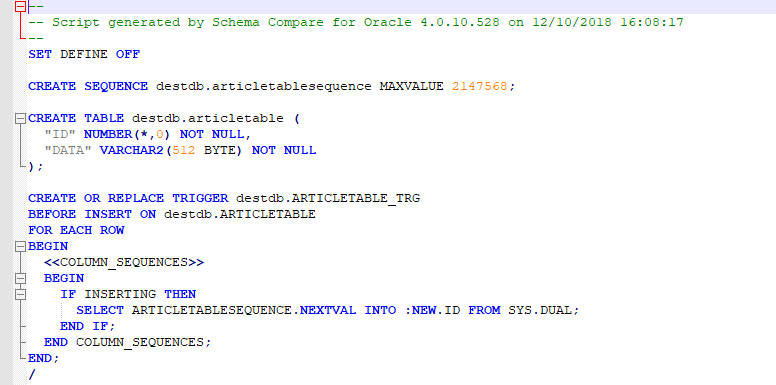 --
-- Script generated by Schema Compare for Oracle 4.0.10.528 on 12/10/2018 16:08:17
--
SET DEFINE OFF

CREATE SEQUENCE destdb.articletablesequence MAXVALUE 2147568;

CREATE TABLE destdb.articletable (
  "ID" NUMBER(*,0) NOT NULL,
  "DATA" VARCHAR2(512 BYTE) NOT NULL
);

CREATE OR REPLACE TRIGGER destdb.ARTICLETABLE_TRG
BEFORE INSERT ON destdb.ARTICLETABLE
FOR EACH ROW
BEGIN
  <<COLUMN_SEQUENCES>>
  BEGIN
    IF INSERTING THEN
      SELECT ARTICLETABLESEQUENCE.NEXTVAL INTO :NEW.ID FROM SYS.DUAL;
    END IF;
  END COLUMN_SEQUENCES;
END;
/